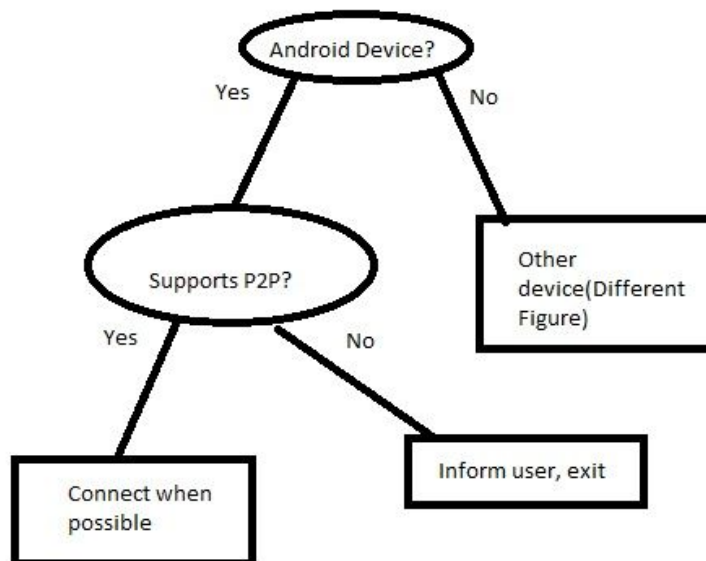 Android Device?
Yes
No
Supports P2P?
Other
device(Different
Figure)
Yes
No
Inform user, exit
Connect when
possible